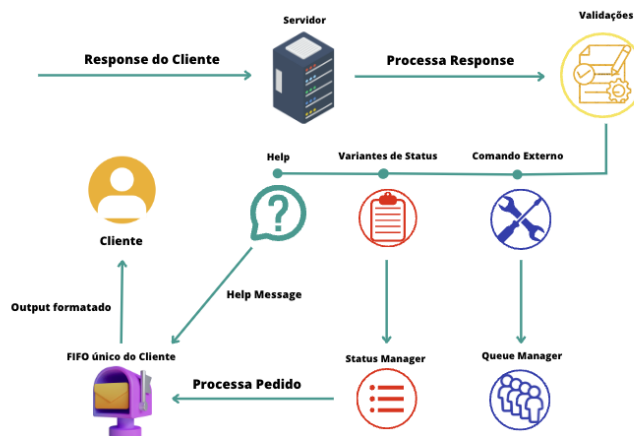 Servidor
Validações
Response do Cliente
Processa Response
Help
Variantes de Status
Comando Externo
Cliente
Help Message
Output formatado
FIFO único do Cliente
Status Manager
Queue Manager
Processa Pedido